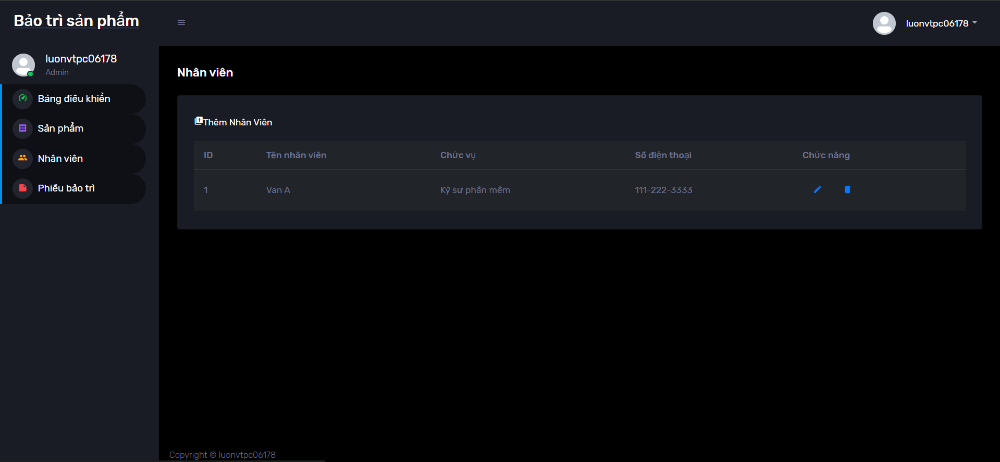 Bảo trì sản phẩm
luonvtpc06178
luonvtpc06178
Admin
Bảng điều khiển
Sản phẩm
Nhân viên
Phiếu bảo trì
Nhân viên
Thêm Nhân Viên
ID Tên nhân viên Chức vụ Số điện thoại Chức năng
1 Van A Kỹ sư phần mềm 111-222-3333
Copyright © luonvtpc06178